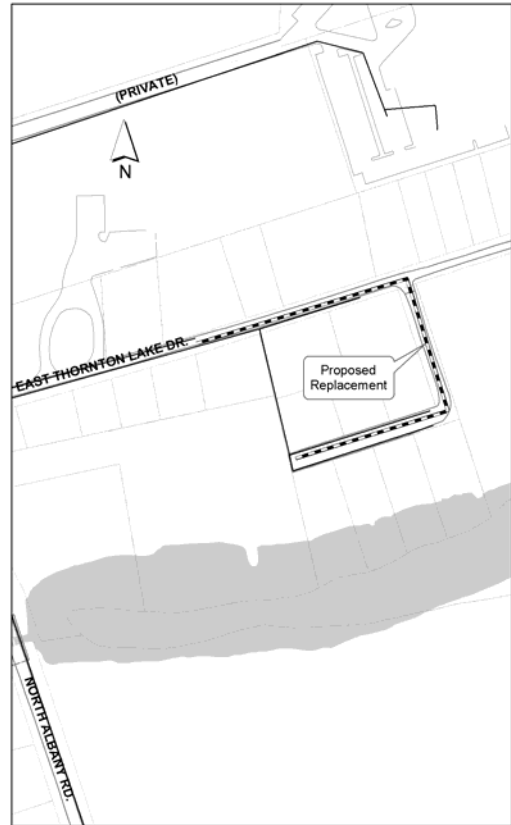 (PRIVATE)
N
EAST THORNTON LAKE DR.
Proposed
Replacement
NORTH ALBANY RD.